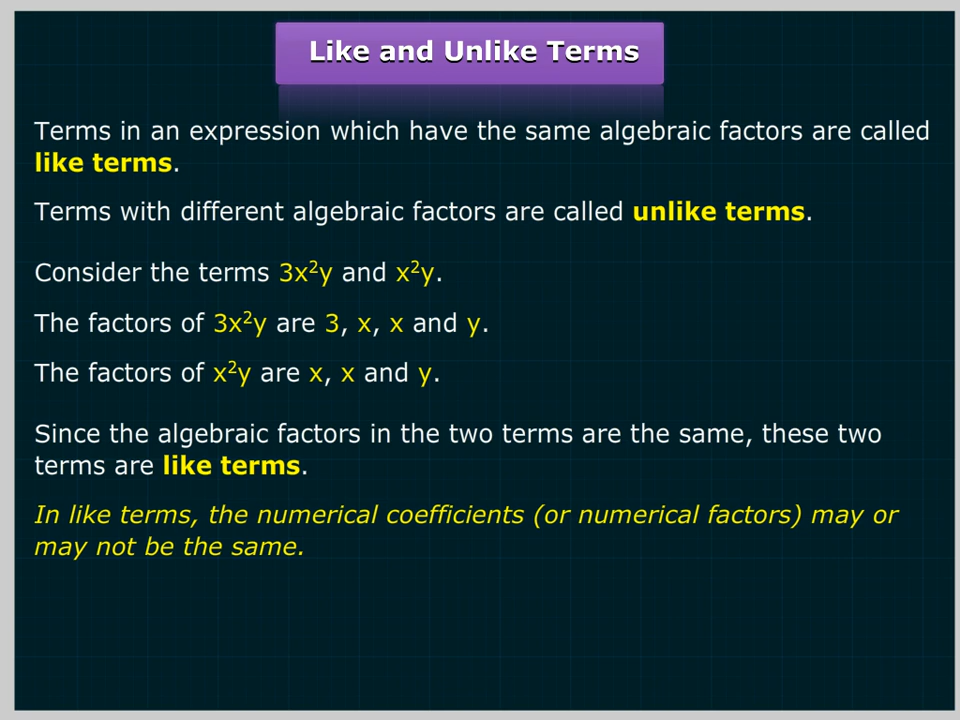 Like and Unlike Terms
Terms in an expression which have the same algebraic factors are called
like terms.
Terms with different algebraic factors are called unlike terms.
Consider the terms 3x²y and x²y.
The factors of 3x²y are 3, x, x and y.
The factors of x²y are x, x and y.
Since the algebraic factors in the two terms are the same, these two
terms are like terms.
In like terms, the numerical coefficients (or numerical factors) may or
may not be the same.